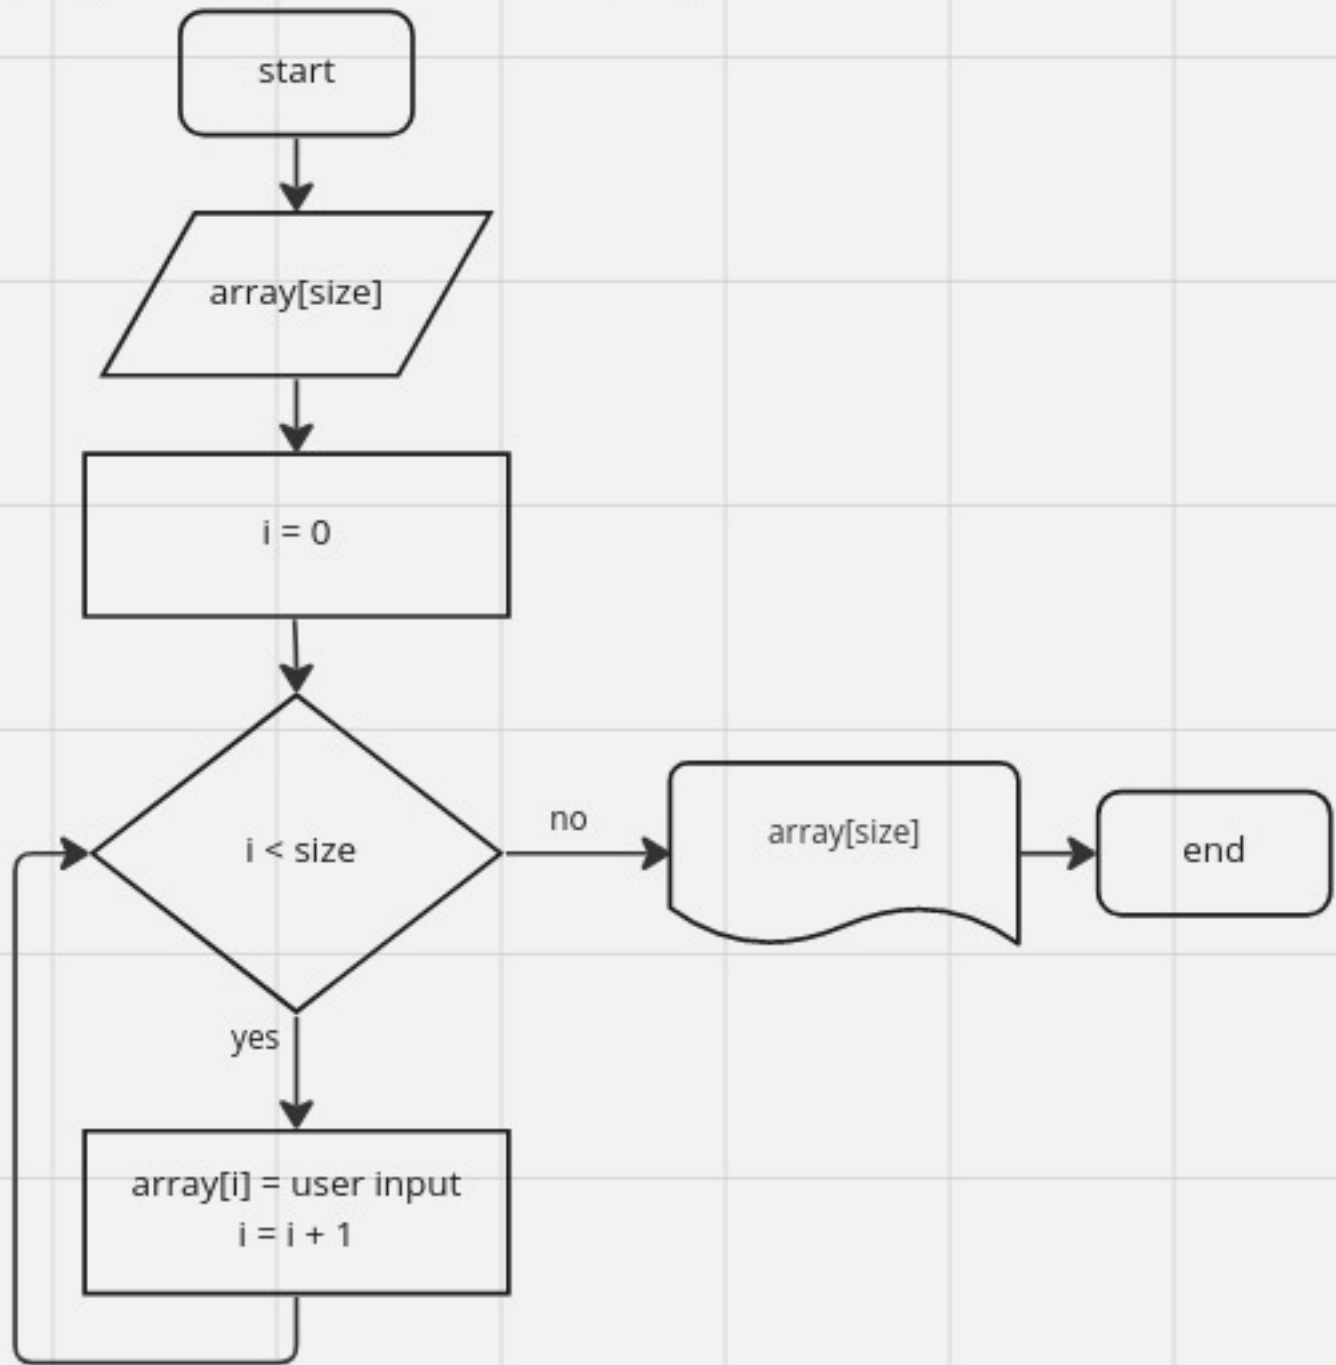 start
array[size]
i = 0
i < size
no
array[size]
end
yes
array[i] = user input
i = i + 1